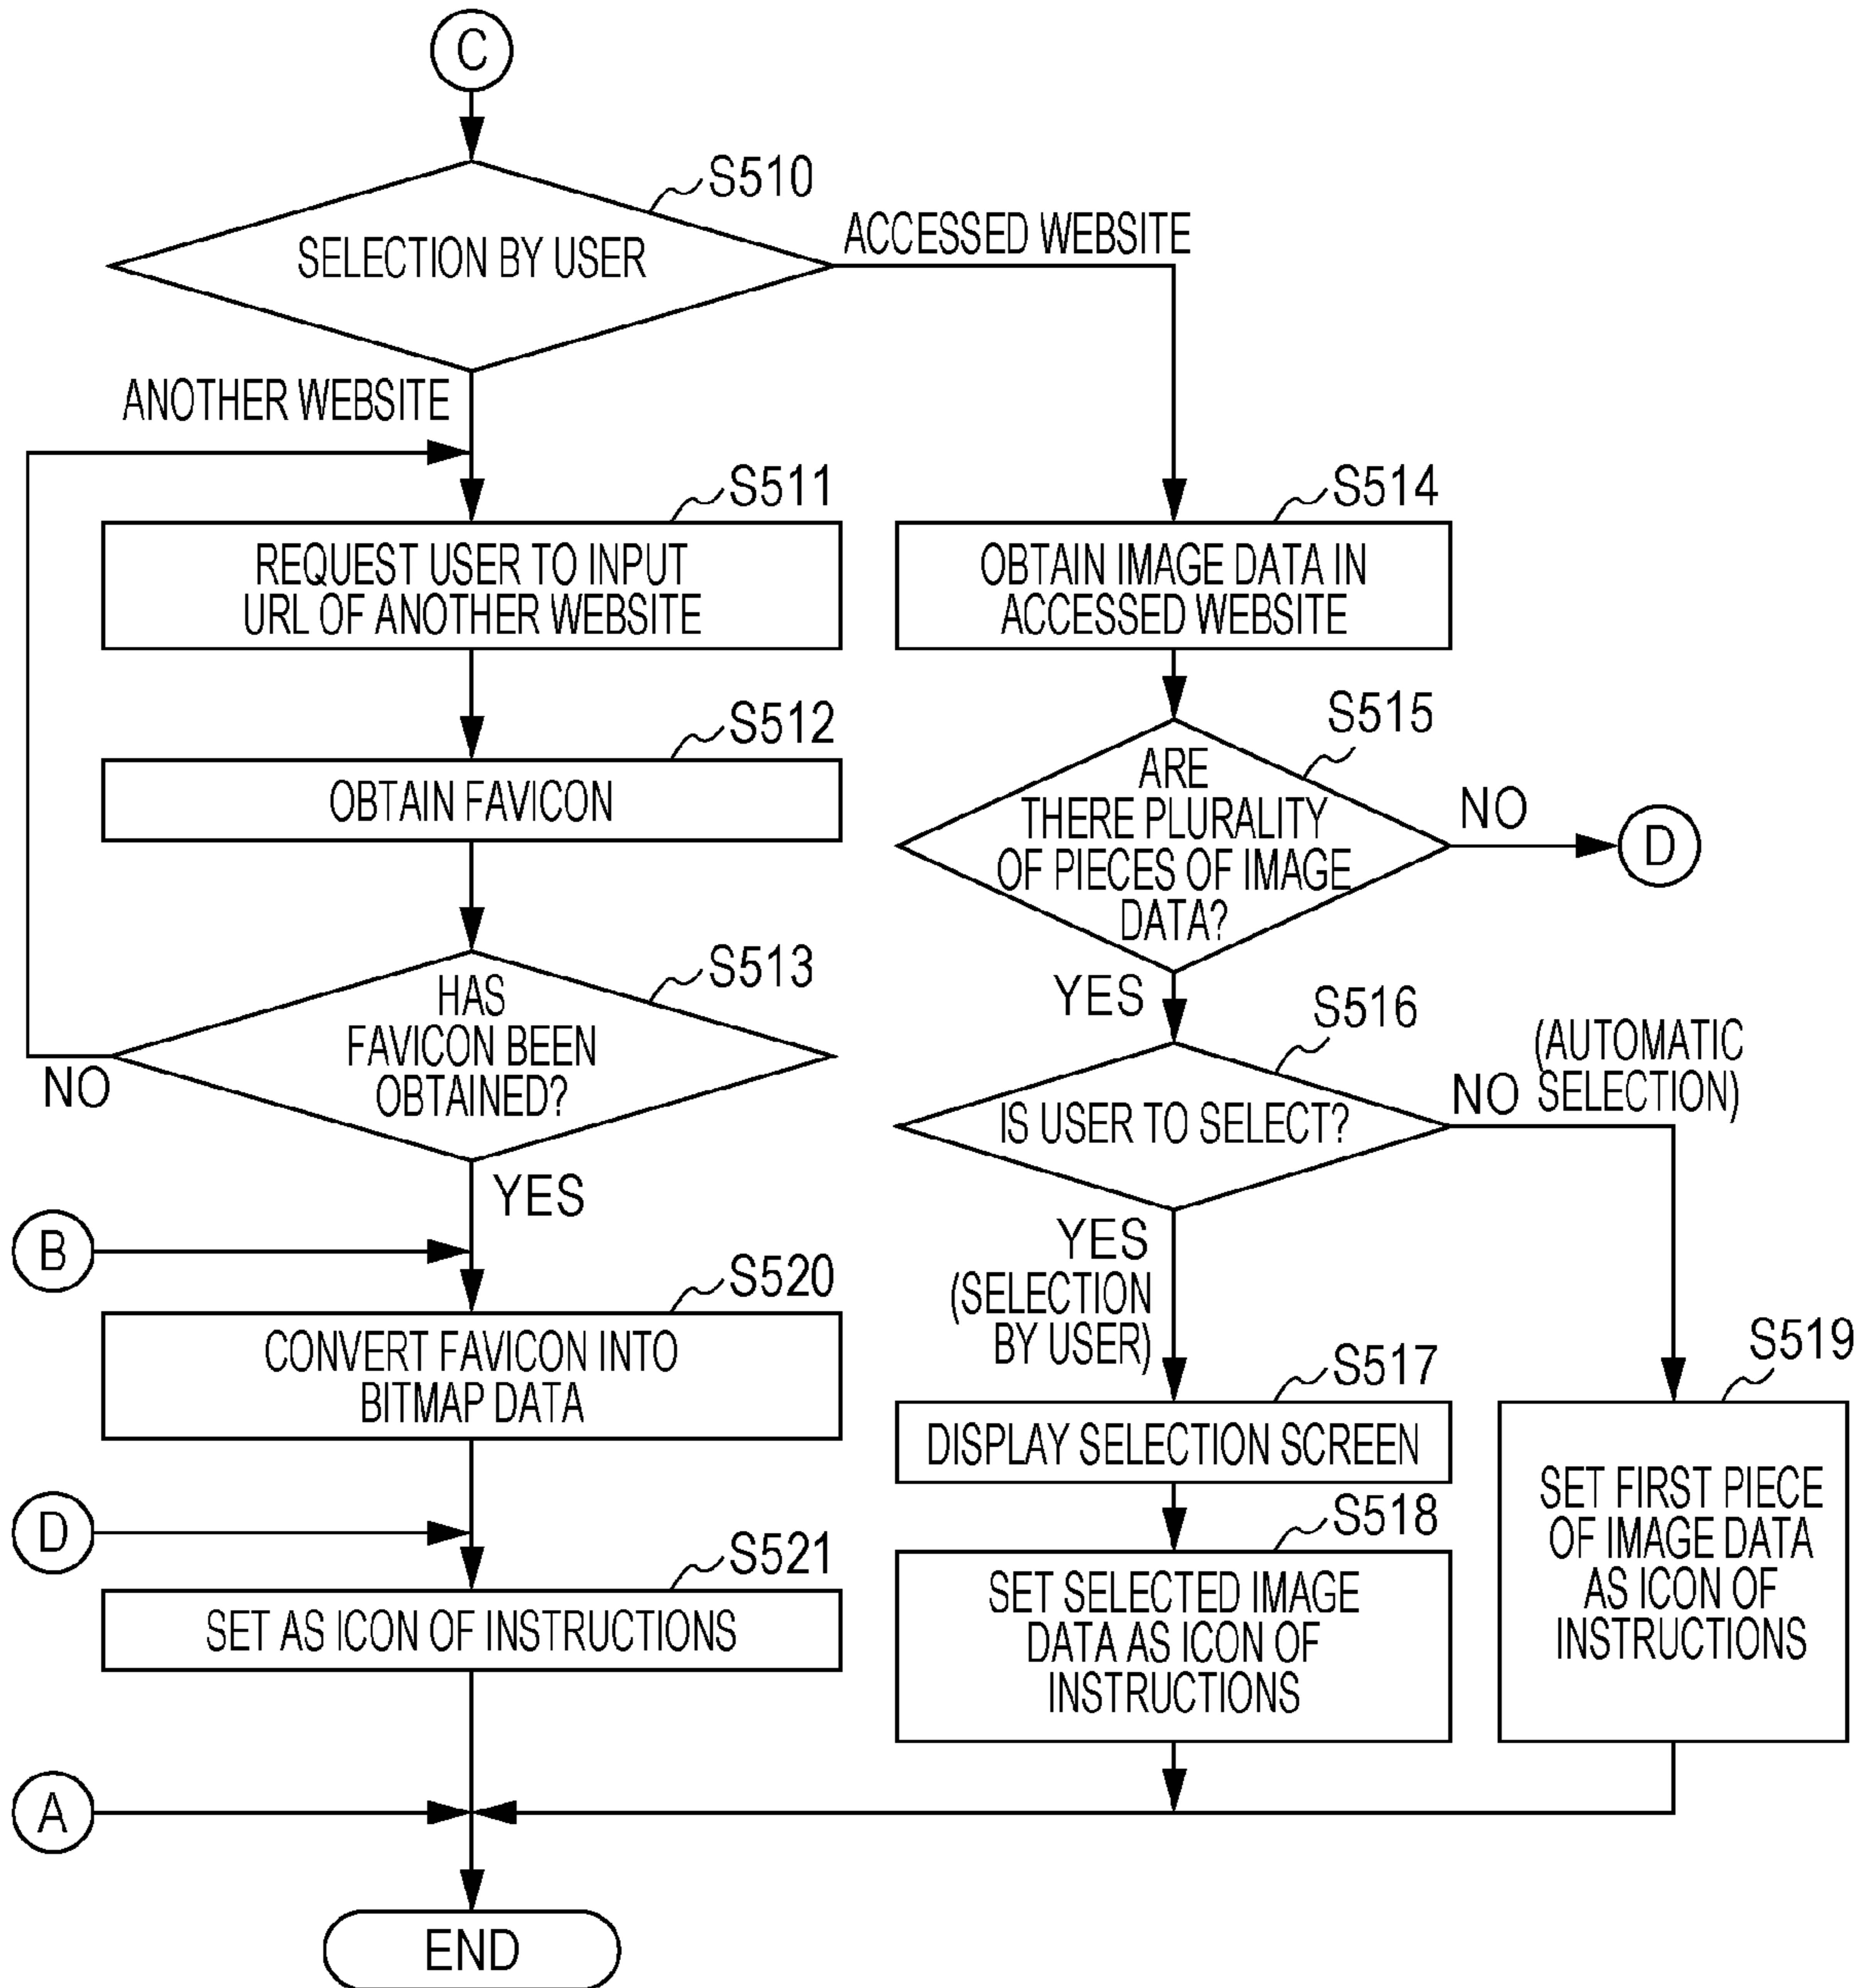 C
S510
SELECTION BY USER
ACCESSED WEBSITE
ANOTHER WEBSITE
S511
REQUEST USER TO INPUT
URL OF ANOTHER WEBSITE
S512
OBTAIN FAVICON
S513
HAS
FAVICON BEEN
OBTAINED?
NO
YES
B
S520
CONVERT FAVICON INTO
BITMAP DATA
D
S521
SET AS ICON OF INSTRUCTIONS
A
END
S514
OBTAIN IMAGE DATA IN
ACCESSED WEBSITE
S515
ARE
THERE PLURALITY
OF PIECES OF IMAGE
DATA?
NO
D
YES
S516
IS USER TO SELECT?
NO
(AUTOMATIC
SELECTION)
YES
(SELECTION
BY USER)
S517
DISPLAY SELECTION SCREEN
S518
SET SELECTED IMAGE
DATA AS ICON OF
INSTRUCTIONS
S519
SET FIRST PIECE
OF IMAGE DATA
AS ICON OF
INSTRUCTIONS